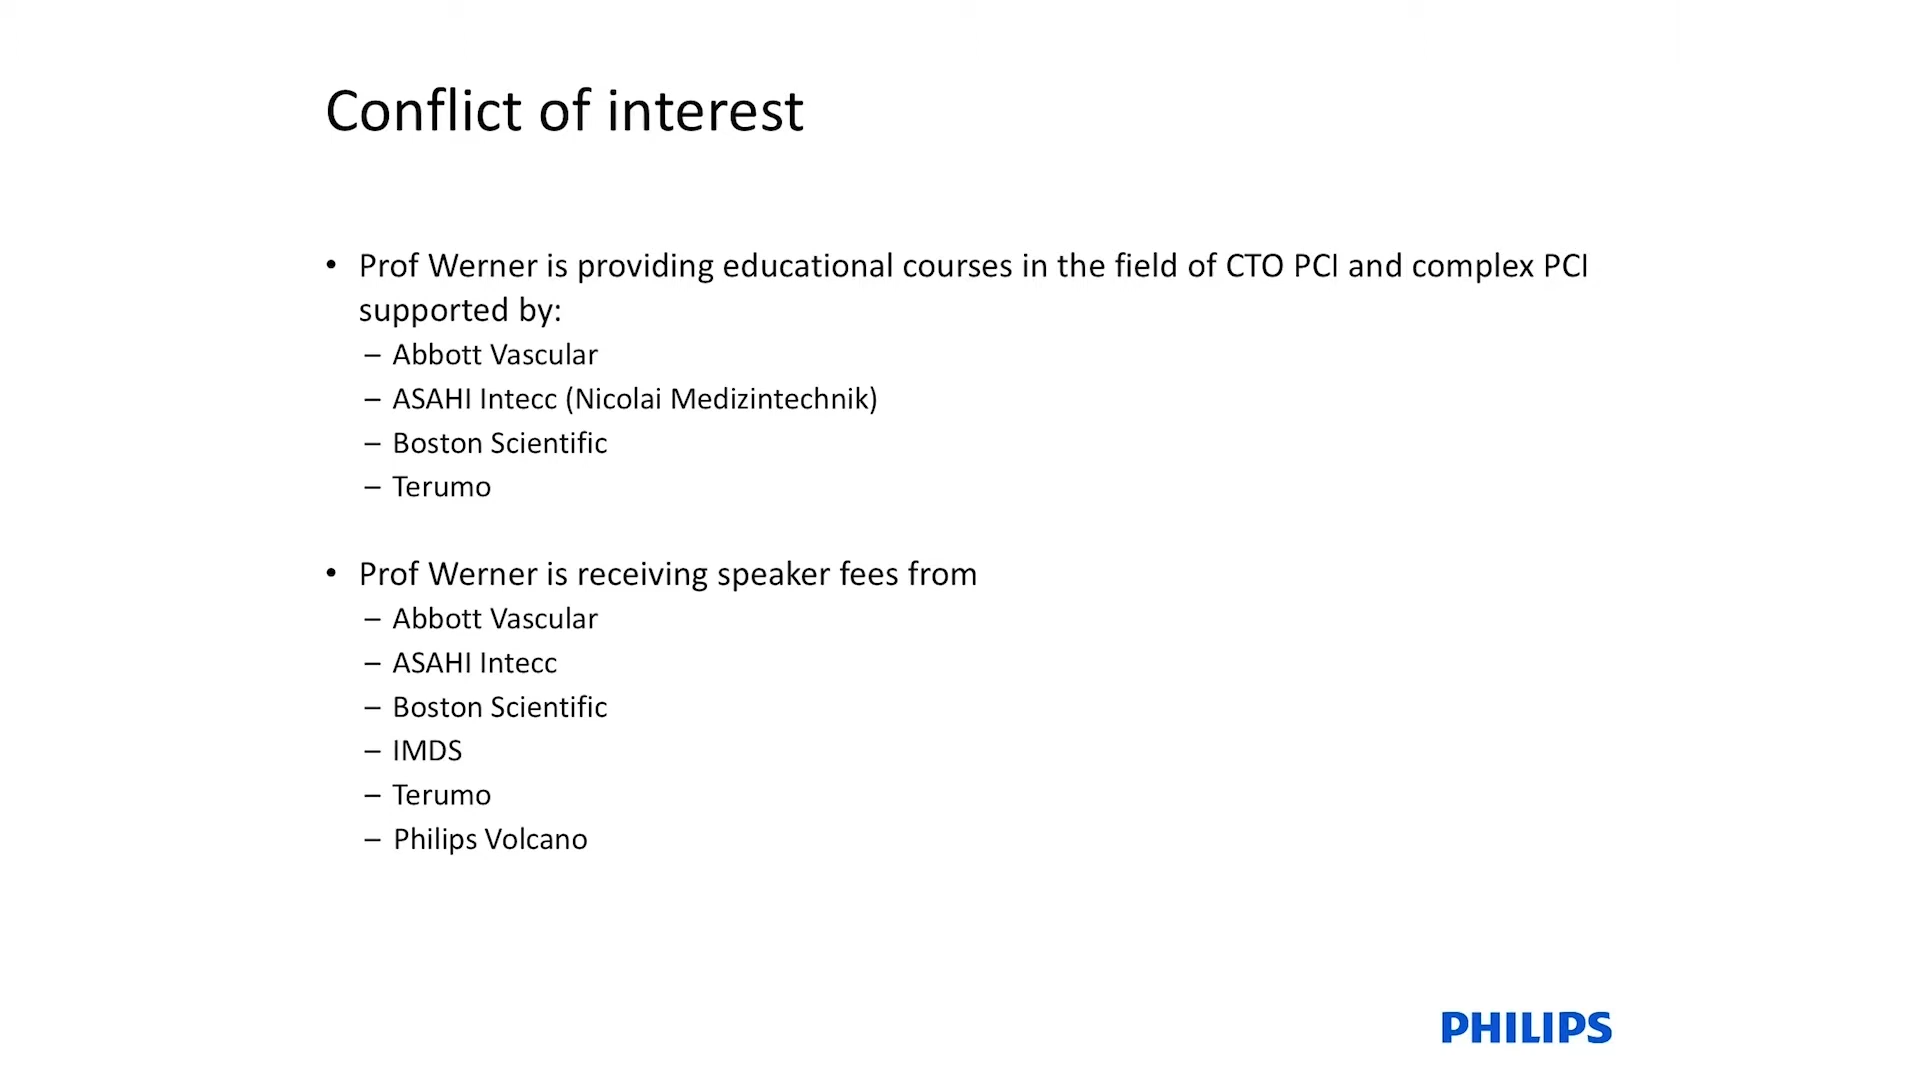 Conflict of interest
• Prof Werner is providing educational courses in the field of CTO PCI and complex PCI
supported by:
– Abbott Vascular
– ASAHI Intecc (Nicolai Medizintechnik)
– Boston Scientific
– Terumo
• Prof Werner is receiving speaker fees from
– Abbott Vascular
– ASAHI Intecc
– Boston Scientific
– IMDS
– Terumo
– Philips Volcano
PHILIPS